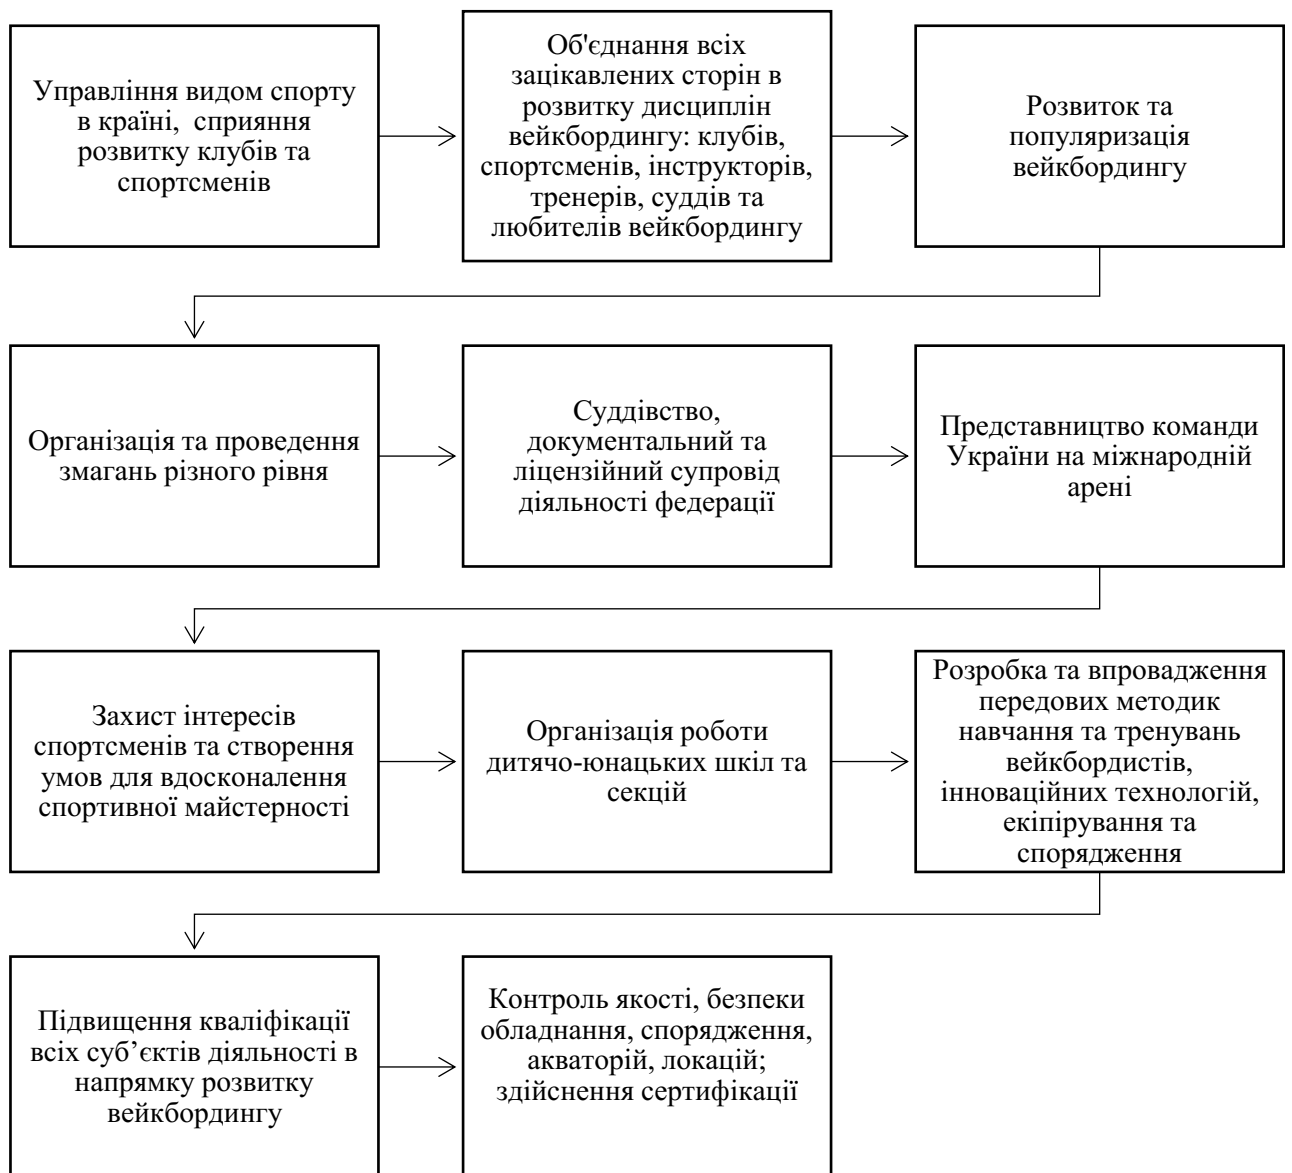 Управління видом спорту
в країні, сприяння
розвитку клубів та
спортсменів
Об'єднання всіх
зацікавлених сторін в
розвитку дисциплін
вейкбордингу: клубів,
спортсменів, інструкторів,
тренерів, суддів та
любителів вейкбордингу
Розвиток та
популяризація
вейкбордингу
Організація та проведення
змагань різного рівня
Суддівство,
документальний та
ліцензійний супровід
діяльності федерації
Представництво команди
України на міжнародній
арені
Захист інтересів
спортсменів та створення
умов для вдосконалення
спортивної майстерності
Організація роботи
дитячо-юнацьких шкіл та
секцій
Розробка та впровадження
передових методик
навчання та тренувань
вейкбордистів,
інноваційних технологій,
екіпірування та
спорядження
Підвищення кваліфікації
всіх суб’єктів діяльності в
напрямку розвитку
вейкбордингу
Контроль якості, безпеки
обладнання, спорядження,
акваторій, локацій;
здійснення сертифікації